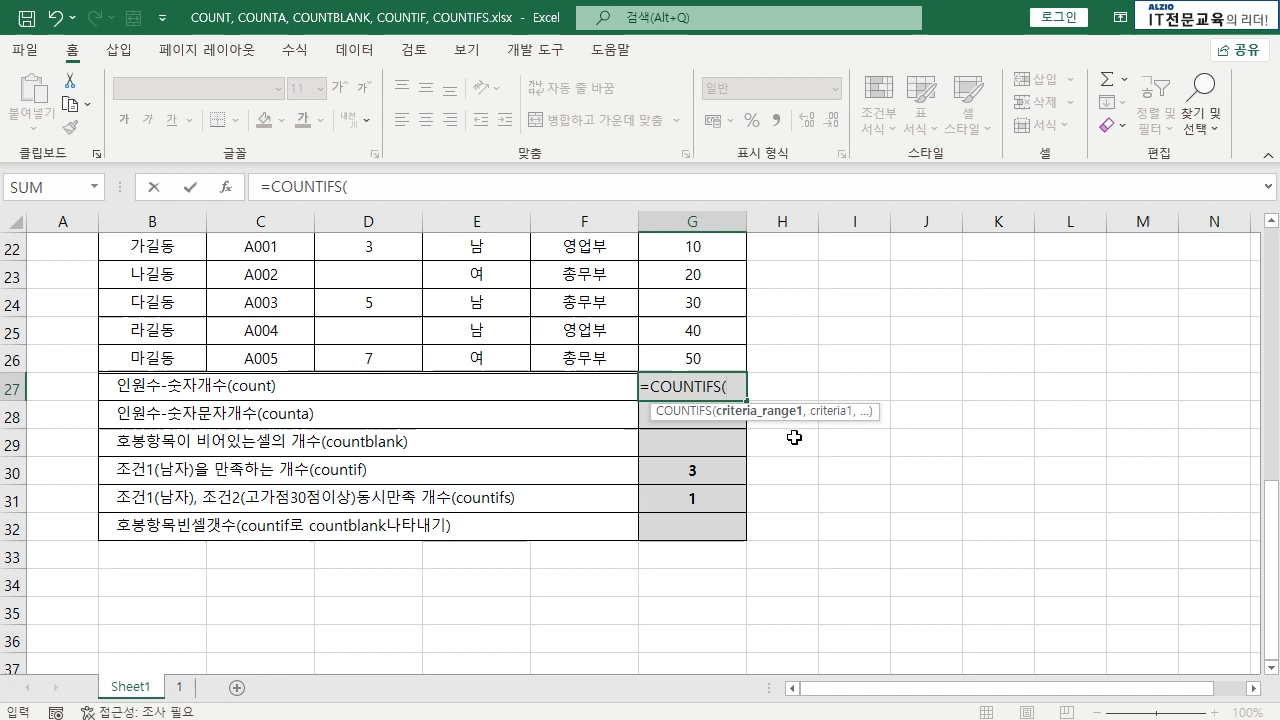 COUNT, COUNTA, COUNTBLANK, COUNTIF, COUNTIFS.xlsx - Excel
검색(Alt+Q)
로그인
ALZIO
IT전문교육의 리더!
파일 홈 삽입 페이지 레이아웃 수식 데이터 검토 보기 개발 도구 도움말 공유
붙여넣기
클립보드
11
가 가 가
가 가 간 가 내천
글꼴
자동 줄 바꿈
병합하고 가운데 맞춤
맞춤
일반
표시 형식
조건부 서식 표 서식 셀 스타일
스타일
삽입
삭제
서식
셀
정렬 및 필터 찾기 및 선택
편집
SUM =COUNTIFS(
A B C D E F G H I J K L M N
22 가길동 A001 3 남 영업부 10
23 나길동 A002 여 총무부 20
24 다길동 A003 5 남 총무부 30
25 라길동 A004 남 영업부 40
26 마길동 A005 7 여 총무부 50
27 인원수-숫자개수(count) =COUNTIFS(
COUNTIFS(criteria_range1, criteria1, ...)
28 인원수-숫자문자개수(counta)
29 호봉항목이 비어있는셀의 개수(countblank)
30 조건1(남자)을 만족하는 개수(countif) 3
31 조건1(남자), 조건2(고가점30점이상)동시만족 개수(countifs) 1
32 호봉항목빈셀갯수(countif로 countblank나타내기)
33
34
35
36
37
Sheet1 1
입력 접근성: 조사 필요 100%